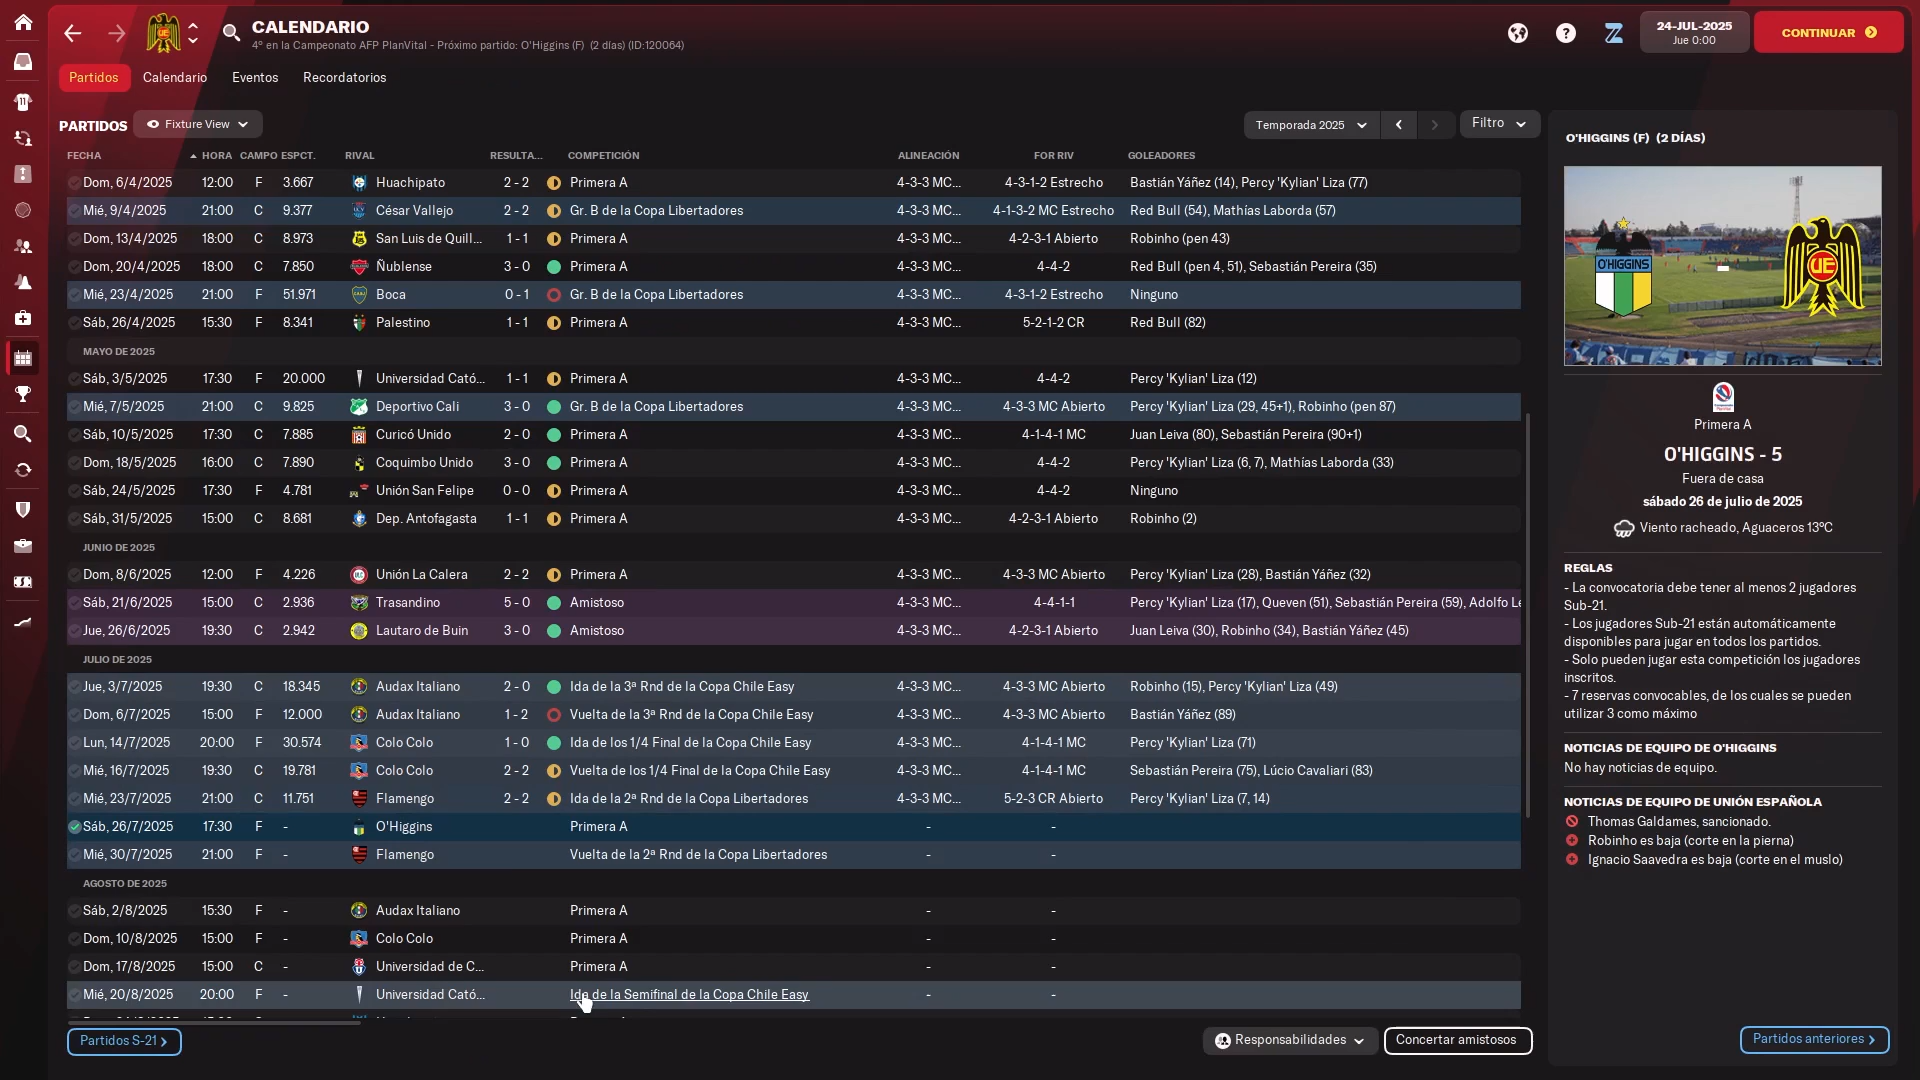 CALENDARIO
4º en la Campeonato AFP PlanVital - Próximo partido: O'Higgins (F) (2 días) (ID:120064)
24-JUL-2025
Jue 0:00
CONTINUAR
Partidos Calendario Eventos Recordatorios
PARTIDOS Fixture View Temporada 2025 Filtro
FECHA HORA CAMPO ESPCT. RIVAL RESULTA... COMPETICIÓN ALINEACIÓN FOR RIV GOLEADORES
Dom, 6/4/2025 12:00 F 3.667 Huachipato 2 - 2 Primera A 4-3-3 MC... 4-3-1-2 Estrecho Bastián Yáñez (14), Percy 'Kylian' Liza (77)
Mié, 9/4/2025 21:00 C 9.377 César Vallejo 2 - 2 Gr. B de la Copa Libertadores 4-3-3 MC... 4-1-3-2 MC Estrecho Red Bull (54), Mathías Laborda (57)
Dom, 13/4/2025 18:00 C 8.973 San Luis de Quill... 1 - 1 Primera A 4-3-3 MC... 4-2-3-1 Abierto Robinho (pen 43)
Dom, 20/4/2025 18:00 C 7.850 Ñublense 3 - 0 Primera A 4-3-3 MC... 4-4-2 Red Bull (pen 4, 51), Sebastián Pereira (35)
Mié, 23/4/2025 21:00 F 51.971 Boca 0 - 1 Gr. B de la Copa Libertadores 4-3-3 MC... 4-3-1-2 Estrecho Ninguno
Sáb, 26/4/2025 15:30 F 8.341 Palestino 1 - 1 Primera A 4-3-3 MC... 5-2-1-2 CR Red Bull (82)
MAYO DE 2025
Sáb, 3/5/2025 17:30 F 20.000 Universidad Cató... 1 - 1 Primera A 4-3-3 MC... 4-4-2 Percy 'Kylian' Liza (12)
Mié, 7/5/2025 21:00 C 9.825 Deportivo Cali 3 - 0 Gr. B de la Copa Libertadores 4-3-3 MC... 4-3-3 MC Abierto Percy 'Kylian' Liza (29, 45+1), Robinho (pen 87)
Sáb, 10/5/2025 17:30 C 7.885 Curicó Unido 2 - 0 Primera A 4-3-3 MC... 4-1-4-1 MC Juan Leiva (80), Sebastián Pereira (90+1)
Dom, 18/5/2025 16:00 C 7.890 Coquimbo Unido 3 - 0 Primera A 4-3-3 MC... 4-4-2 Percy 'Kylian' Liza (6, 7), Mathías Laborda (33)
Sáb, 24/5/2025 17:30 F 4.781 Unión San Felipe 0 - 0 Primera A 4-3-3 MC... 4-4-2 Ninguno
Sáb, 31/5/2025 15:00 C 8.681 Dep. Antofagasta 1 - 1 Primera A 4-3-3 MC... 4-2-3-1 Abierto Robinho (2)
JUNIO DE 2025
Dom, 8/6/2025 12:00 F 4.226 Unión La Calera 2 - 2 Primera A 4-3-3 MC... 4-3-3 MC Abierto Percy 'Kylian' Liza (28), Bastián Yáñez (32)
Sáb, 21/6/2025 15:00 C 2.936 Trasandino 5 - 0 Amistoso 4-3-3 MC... 4-4-1-1 Percy 'Kylian' Liza (17), Queven (51), Sebastián Pereira (59), Adolfo Le
Jue, 26/6/2025 19:30 C 2.942 Lautaro de Buin 3 - 0 Amistoso 4-3-3 MC... 4-2-3-1 Abierto Juan Leiva (30), Robinho (34), Bastián Yáñez (45)
JULIO DE 2025
Jue, 3/7/2025 19:30 C 18.345 Audax Italiano 2 - 0 Ida de la 3ª Rnd de la Copa Chile Easy 4-3-3 MC... 4-3-3 MC Abierto Robinho (15), Percy 'Kylian' Liza (49)
Dom, 6/7/2025 15:00 F 12.000 Audax Italiano 1 - 2 Vuelta de la 3ª Rnd de la Copa Chile Easy 4-3-3 MC... 4-3-3 MC Abierto Bastián Yáñez (89)
Lun, 14/7/2025 20:00 F 30.574 Colo Colo 1 - 0 Ida de los 1/4 Final de la Copa Chile Easy 4-3-3 MC... 4-1-4-1 MC Percy 'Kylian' Liza (71)
Mié, 16/7/2025 19:30 C 19.781 Colo Colo 2 - 2 Vuelta de los 1/4 Final de la Copa Chile Easy 4-3-3 MC... 4-1-4-1 MC Sebastián Pereira (75), Lúcio Cavaliari (83)
Mié, 23/7/2025 21:00 C 11.751 Flamengo 2 - 2 Ida de la 2ª Rnd de la Copa Libertadores 4-3-3 MC... 5-2-3 CR Abierto Percy 'Kylian' Liza (7, 14)
Sáb, 26/7/2025 17:30 F - O'Higgins Primera A - -
Mié, 30/7/2025 21:00 F - Flamengo Vuelta de la 2ª Rnd de la Copa Libertadores - -
AGOSTO DE 2025
Sáb, 2/8/2025 15:30 F - Audax Italiano Primera A - -
Dom, 10/8/2025 15:00 F - Colo Colo Primera A - -
Dom, 17/8/2025 15:00 C - Universidad de C... Primera A - -
Mié, 20/8/2025 20:00 F - Universidad Cató... Ida de la Semifinal de la Copa Chile Easy - -
Partidos S-21 Responsabilidades Concertar amistosos
O'HIGGINS (F) (2 DÍAS)
O'HIGGINS
UE
Primera A
O'HIGGINS - 5
Fuera de casa
sábado 26 de julio de 2025
Viento racheado, Aguaceros 13ºC
REGLAS
- La convocatoria debe tener al menos 2 jugadores
Sub-21.
- Los jugadores Sub-21 están automáticamente
disponibles para jugar en todos los partidos.
- Solo pueden jugar esta competición los jugadores
inscritos.
- 7 reservas convocables, de los cuales se pueden
utilizar 3 como máximo
NOTICIAS DE EQUIPO DE O'HIGGINS
No hay noticias de equipo.
NOTICIAS DE EQUIPO DE UNIÓN ESPAÑOLA
Thomas Galdames, sancionado.
Robinho es baja (corte en la pierna)
Ignacio Saavedra es baja (corte en el muslo)
Partidos anteriores